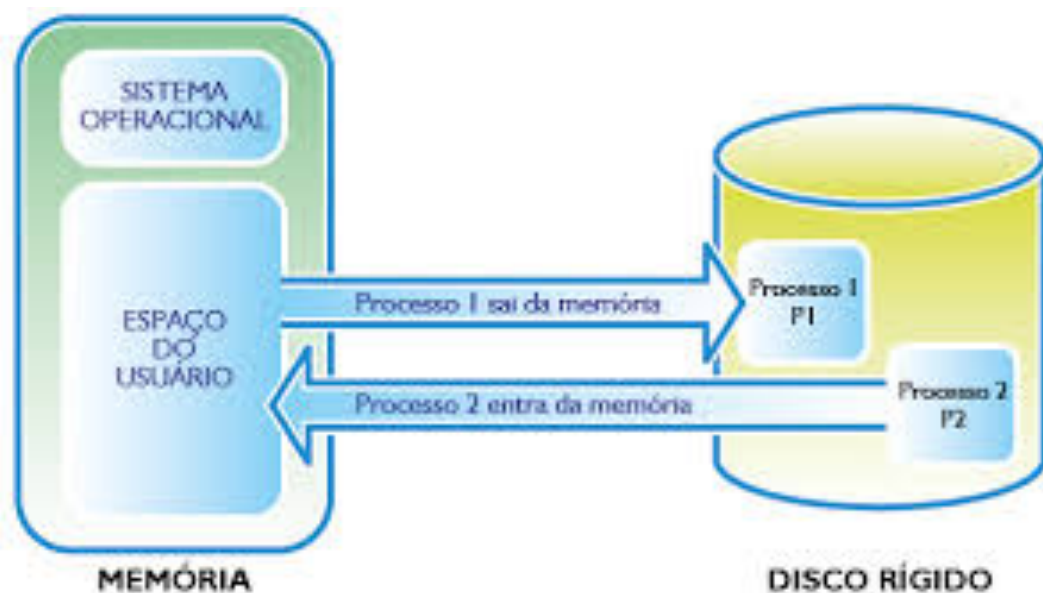 SISTEMA
OPERACIONAL
ESPAÇO
DO
USUÁRIO
Processo 1 sai da memória
Processo 2 entra da memória
Processo 1
P1
Processo 2
P2
MEMÓRIA
DISCO RÍGIDO